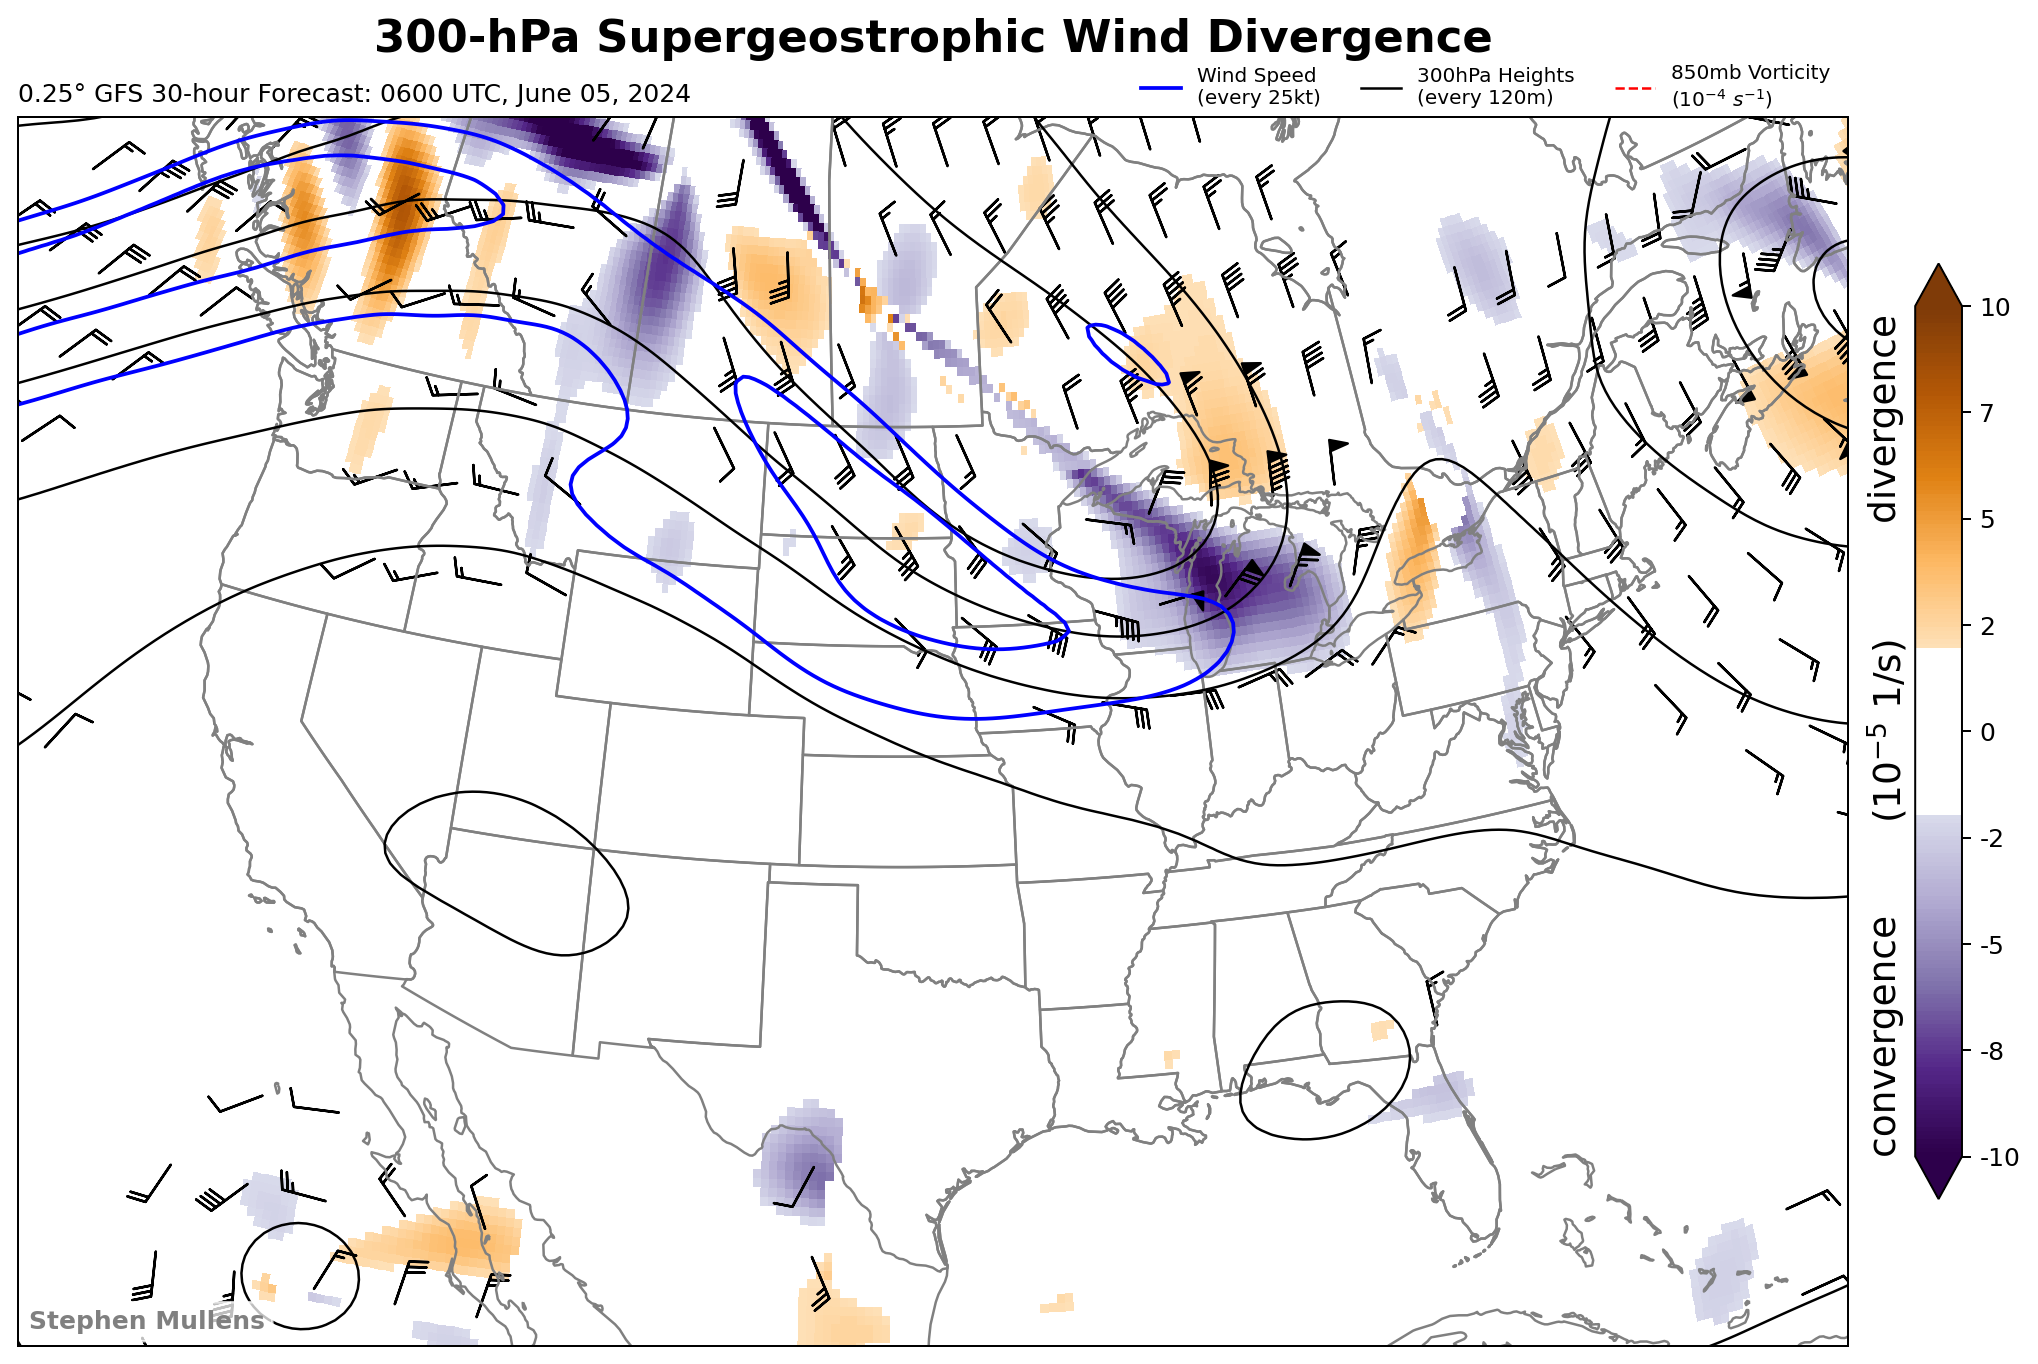 300-hPa Supergeostrophic Wind Divergence
0.25° GFS 30-hour Forecast: 0600 UTC, June 05, 2024
Wind Speed
(every 25kt)
300hPa Heights
(every 120m)
850mb Vorticity
(10⁻⁴ s⁻¹)
10
7
5
2
0
-2
-5
-8
-10
convergence (10⁻⁵ 1/s) divergence
Stephen Mullens